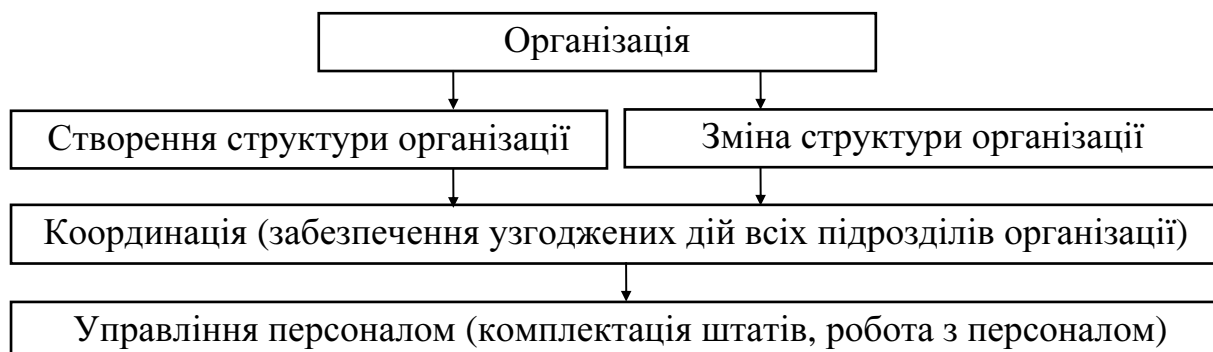 Організація
Створення структури організації
Зміна структури організації
Координація (забезпечення узгоджених дій всіх підрозділів організації)
Управління персоналом (комплектація штатів, робота з персоналом)